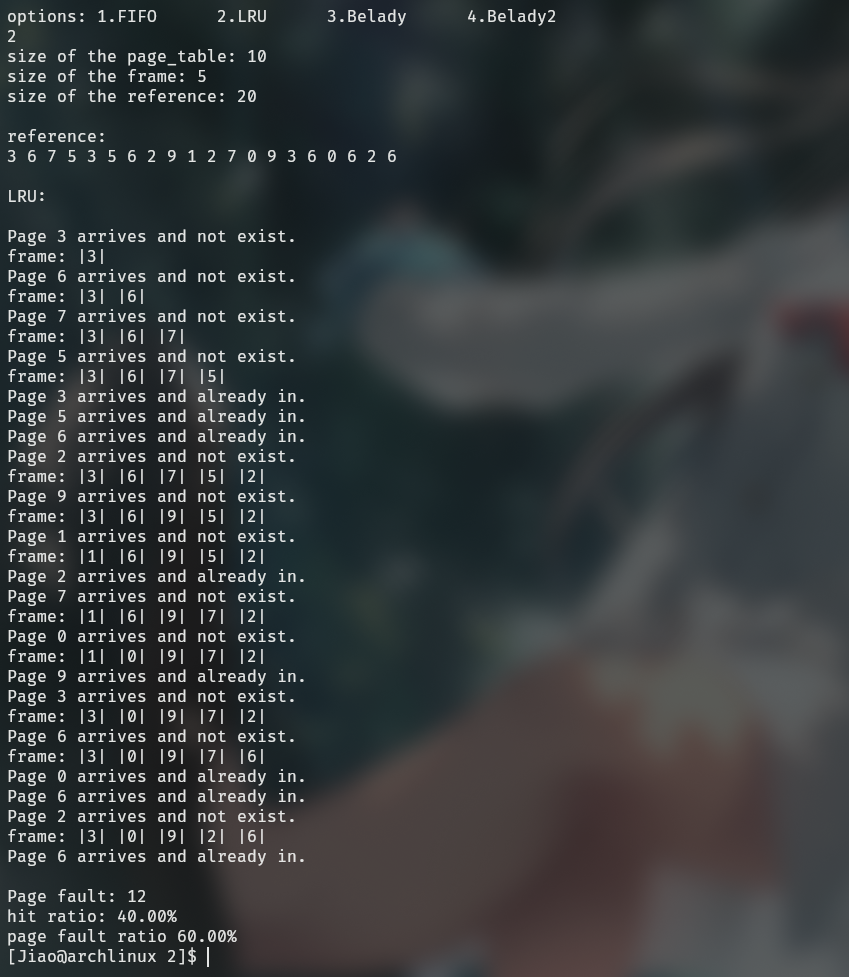 options: 1.FIFO      2.LRU      3.Belady      4.Belady2
2
size of the page_table: 10
size of the frame: 5
size of the reference: 20
reference:
3 6 7 5 3 5 6 2 9 1 2 7 0 9 3 6 0 6 2 6
LRU:
Page 3 arrives and not exist.
frame: |3|
Page 6 arrives and not exist.
frame: |3| |6|
Page 7 arrives and not exist.
frame: |3| |6| |7|
Page 5 arrives and not exist.
frame: |3| |6| |7| |5|
Page 3 arrives and already in.
Page 5 arrives and already in.
Page 6 arrives and already in.
Page 2 arrives and not exist.
frame: |3| |6| |7| |5| |2|
Page 9 arrives and not exist.
frame: |3| |6| |9| |5| |2|
Page 1 arrives and not exist.
frame: |1| |6| |9| |5| |2|
Page 2 arrives and already in.
Page 7 arrives and not exist.
frame: |1| |6| |9| |7| |2|
Page 0 arrives and not exist.
frame: |1| |0| |9| |7| |2|
Page 9 arrives and already in.
Page 3 arrives and not exist.
frame: |3| |0| |9| |7| |2|
Page 6 arrives and not exist.
frame: |3| |0| |9| |7| |6|
Page 0 arrives and already in.
Page 6 arrives and already in.
Page 2 arrives and not exist.
frame: |3| |0| |9| |2| |6|
Page 6 arrives and already in.
Page fault: 12
hit ratio: 40.00%
page fault ratio 60.00%
[Jiao@archlinux 2]$